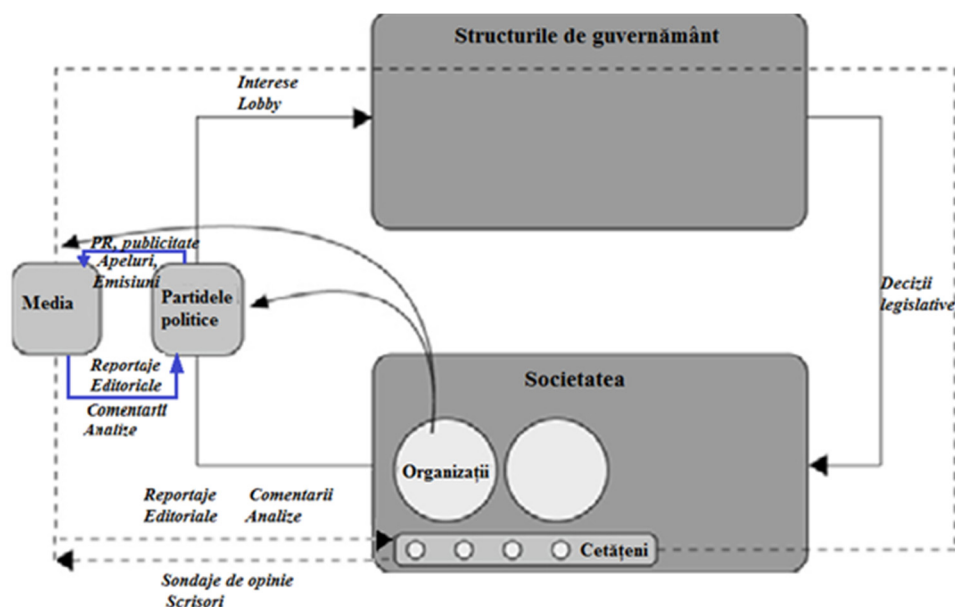 Structurile de guvernământ
Interese
Lobby
PR, publicitate
Apeluri,
Emisiuni
Media
Partidele
politice
Decizii
legislative
Reportaje
Editoriale
Comentarii
Analize
Societatea
Organizații
Reportaje Comentarii
Editoriale Analize
Cetățeni
Sondaje de opinie
Scrisori